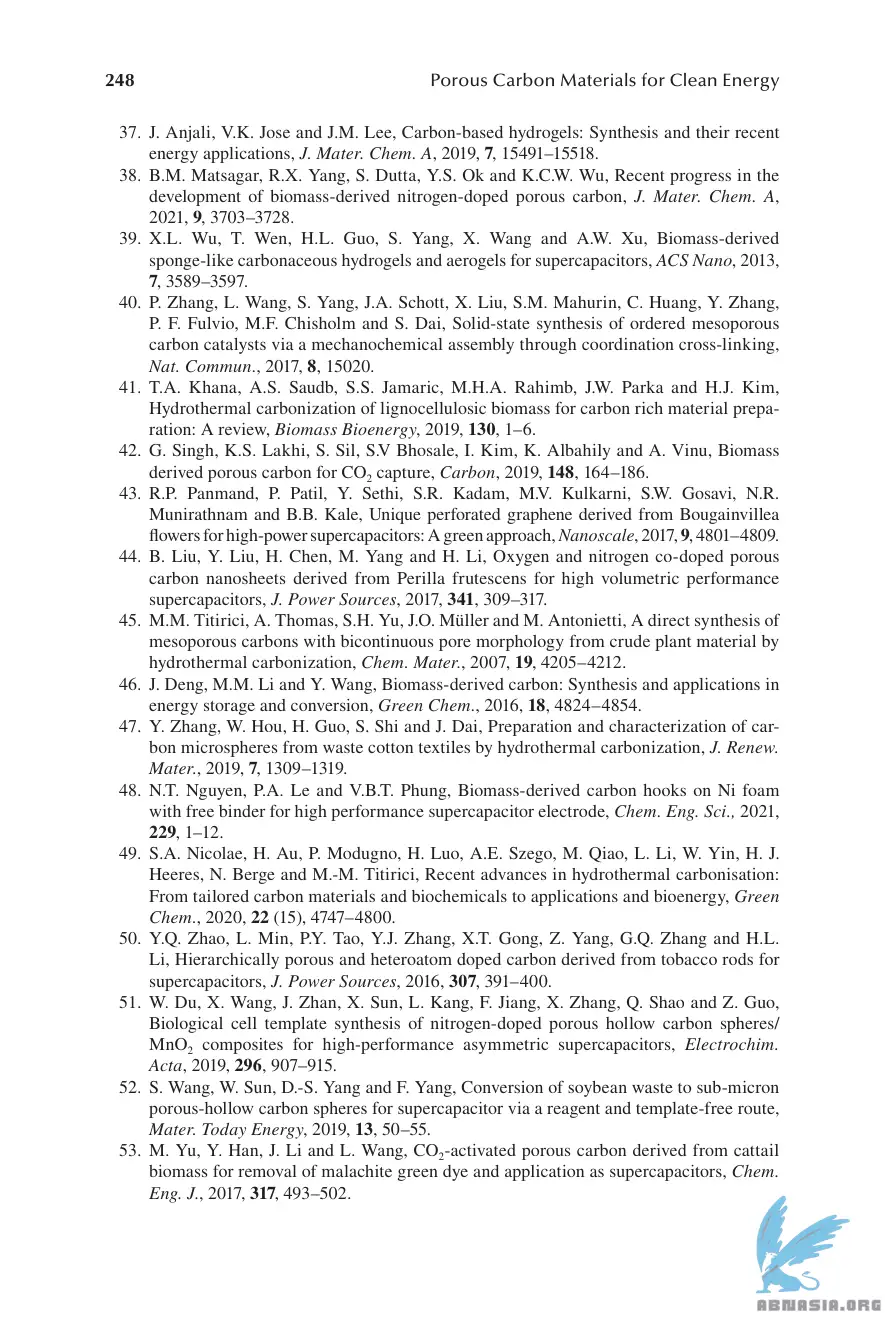 248 Porous Carbon Materials for Clean Energy
37. J. Anjali, V.K. Jose and J.M. Lee, Carbon-based hydrogels: Synthesis and their recent
energy applications, J. Mater. Chem. A, 2019, 7, 15491–15518.
38. B.M. Matsagar, R.X. Yang, S. Dutta, Y.S. Ok and K.C.W. Wu, Recent progress in the
development of biomass-derived nitrogen-doped porous carbon, J. Mater. Chem. A,
2021, 9, 3703–3728.
39. X.L. Wu, T. Wen, H.L. Guo, S. Yang, X. Wang and A.W. Xu, Biomass-derived
sponge-like carbonaceous hydrogels and aerogels for supercapacitors, ACS Nano, 2013,
7, 3589–3597.
40. P. Zhang, L. Wang, S. Yang, J.A. Schott, X. Liu, S.M. Mahurin, C. Huang, Y. Zhang,
P. F. Fulvio, M.F. Chisholm and S. Dai, Solid-state synthesis of ordered mesoporous
carbon catalysts via a mechanochemical assembly through coordination cross-linking,
Nat. Commun., 2017, 8, 15020.
41. T.A. Khana, A.S. Saudb, S.S. Jamaric, M.H.A. Rahimb, J.W. Parka and H.J. Kim,
Hydrothermal carbonization of lignocellulosic biomass for carbon rich material prepa-
ration: A review, Biomass Bioenergy, 2019, 130, 1–6.
42. G. Singh, K.S. Lakhi, S. Sil, S.V Bhosale, I. Kim, K. Albahily and A. Vinu, Biomass
derived porous carbon for CO₂ capture, Carbon, 2019, 148, 164–186.
43. R.P. Panmand, P. Patil, Y. Sethi, S.R. Kadam, M.V. Kulkarni, S.W. Gosavi, N.R.
Munirathnam and B.B. Kale, Unique perforated graphene derived from Bougainvillea
flowers for high-power supercapacitors: A green approach, Nanoscale, 2017, 9, 4801–4809.
44. B. Liu, Y. Liu, H. Chen, M. Yang and H. Li, Oxygen and nitrogen co-doped porous
carbon nanosheets derived from Perilla frutescens for high volumetric performance
supercapacitors, J. Power Sources, 2017, 341, 309–317.
45. M.M. Titirici, A. Thomas, S.H. Yu, J.O. Müller and M. Antonietti, A direct synthesis of
mesoporous carbons with bicontinuous pore morphology from crude plant material by
hydrothermal carbonization, Chem. Mater., 2007, 19, 4205–4212.
46. J. Deng, M.M. Li and Y. Wang, Biomass-derived carbon: Synthesis and applications in
energy storage and conversion, Green Chem., 2016, 18, 4824–4854.
47. Y. Zhang, W. Hou, H. Guo, S. Shi and J. Dai, Preparation and characterization of car-
bon microspheres from waste cotton textiles by hydrothermal carbonization, J. Renew.
Mater., 2019, 7, 1309–1319.
48. N.T. Nguyen, P.A. Le and V.B.T. Phung, Biomass-derived carbon hooks on Ni foam
with free binder for high performance supercapacitor electrode, Chem. Eng. Sci., 2021,
229, 1–12.
49. S.A. Nicolae, H. Au, P. Modugno, H. Luo, A.E. Szego, M. Qiao, L. Li, W. Yin, H. J.
Heeres, N. Berge and M.-M. Titirici, Recent advances in hydrothermal carbonisation:
From tailored carbon materials and biochemicals to applications and bioenergy, Green
Chem., 2020, 22 (15), 4747–4800.
50. Y.Q. Zhao, L. Min, P.Y. Tao, Y.J. Zhang, X.T. Gong, Z. Yang, G.Q. Zhang and H.L.
Li, Hierarchically porous and heteroatom doped carbon derived from tobacco rods for
supercapacitors, J. Power Sources, 2016, 307, 391–400.
51. W. Du, X. Wang, J. Zhan, X. Sun, L. Kang, F. Jiang, X. Zhang, Q. Shao and Z. Guo,
Biological cell template synthesis of nitrogen-doped porous hollow carbon spheres/
MnO₂ composites for high-performance asymmetric supercapacitors, Electrochim.
Acta, 2019, 296, 907–915.
52. S. Wang, W. Sun, D.-S. Yang and F. Yang, Conversion of soybean waste to sub-micron
porous-hollow carbon spheres for supercapacitor via a reagent and template-free route,
Mater. Today Energy, 2019, 13, 50–55.
53. M. Yu, Y. Han, J. Li and L. Wang, CO₂-activated porous carbon derived from cattail
biomass for removal of malachite green dye and application as supercapacitors, Chem.
Eng. J., 2017, 317, 493–502.
ABNASIA.ORG